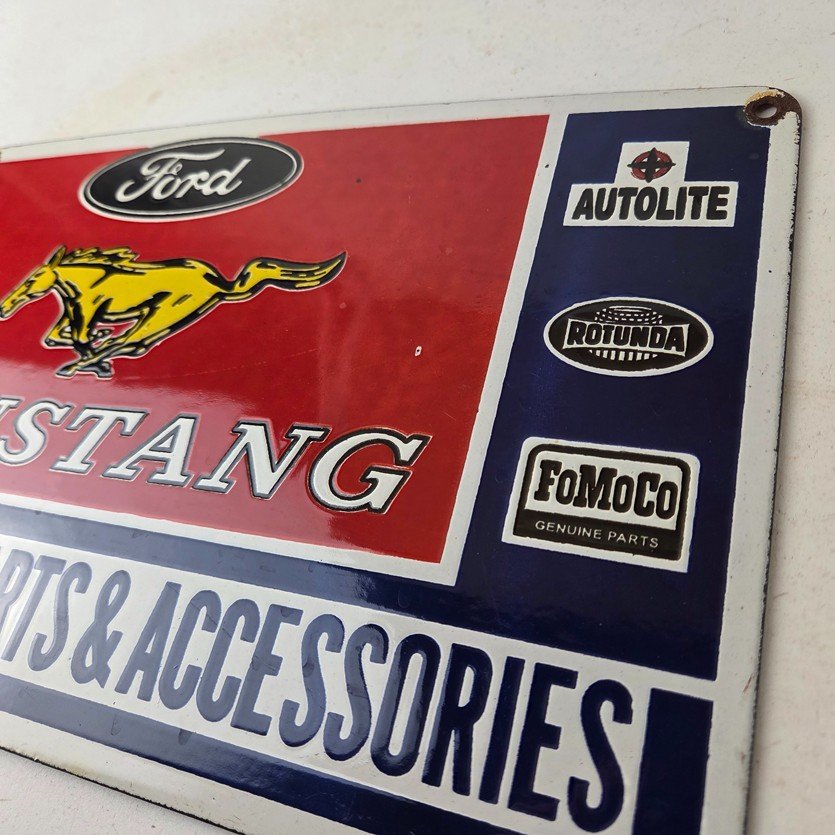 Ford
STANG
RTS & ACCESSORIES
AUTOLITE
ROTUNDA
FoMoCo
GENUINE PARTS